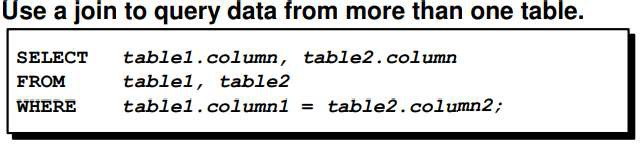 Use a join to query data from more than one table.
SELECT table1.column, table2.column
FROM table1, table2
WHERE table1.column1 = table2.column2;